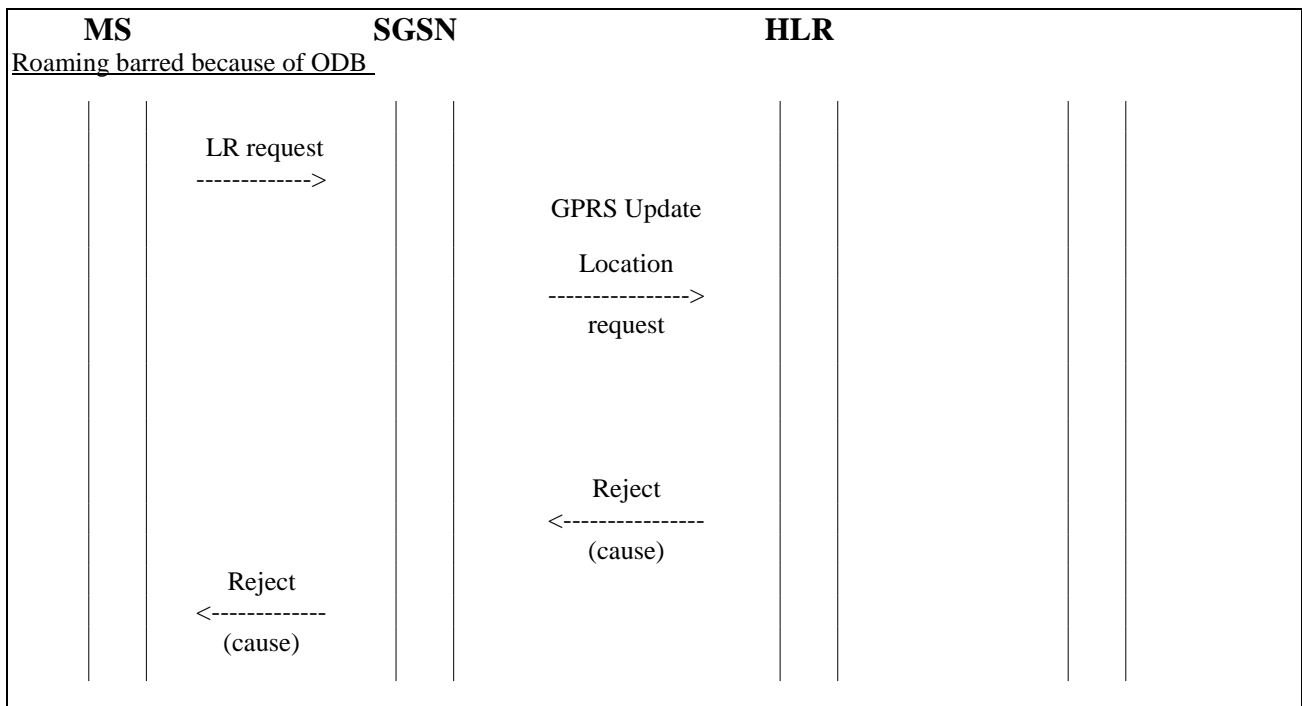 MS SGSN HLR
Roaming barred because of ODB
LR request
------------->
GPRS Update
Location
---------------->
request
Reject
<----------------
(cause)
Reject
<-------------
(cause)